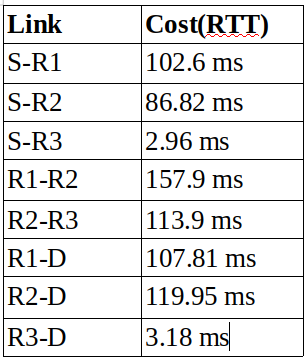 Link Cost(RTT)
S-R1 102.6 ms
S-R2 86.82 ms
S-R3 2.96 ms
R1-R2 157.9 ms
R2-R3 113.9 ms
R1-D 107.81 ms
R2-D 119.95 ms
R3-D 3.18 ms